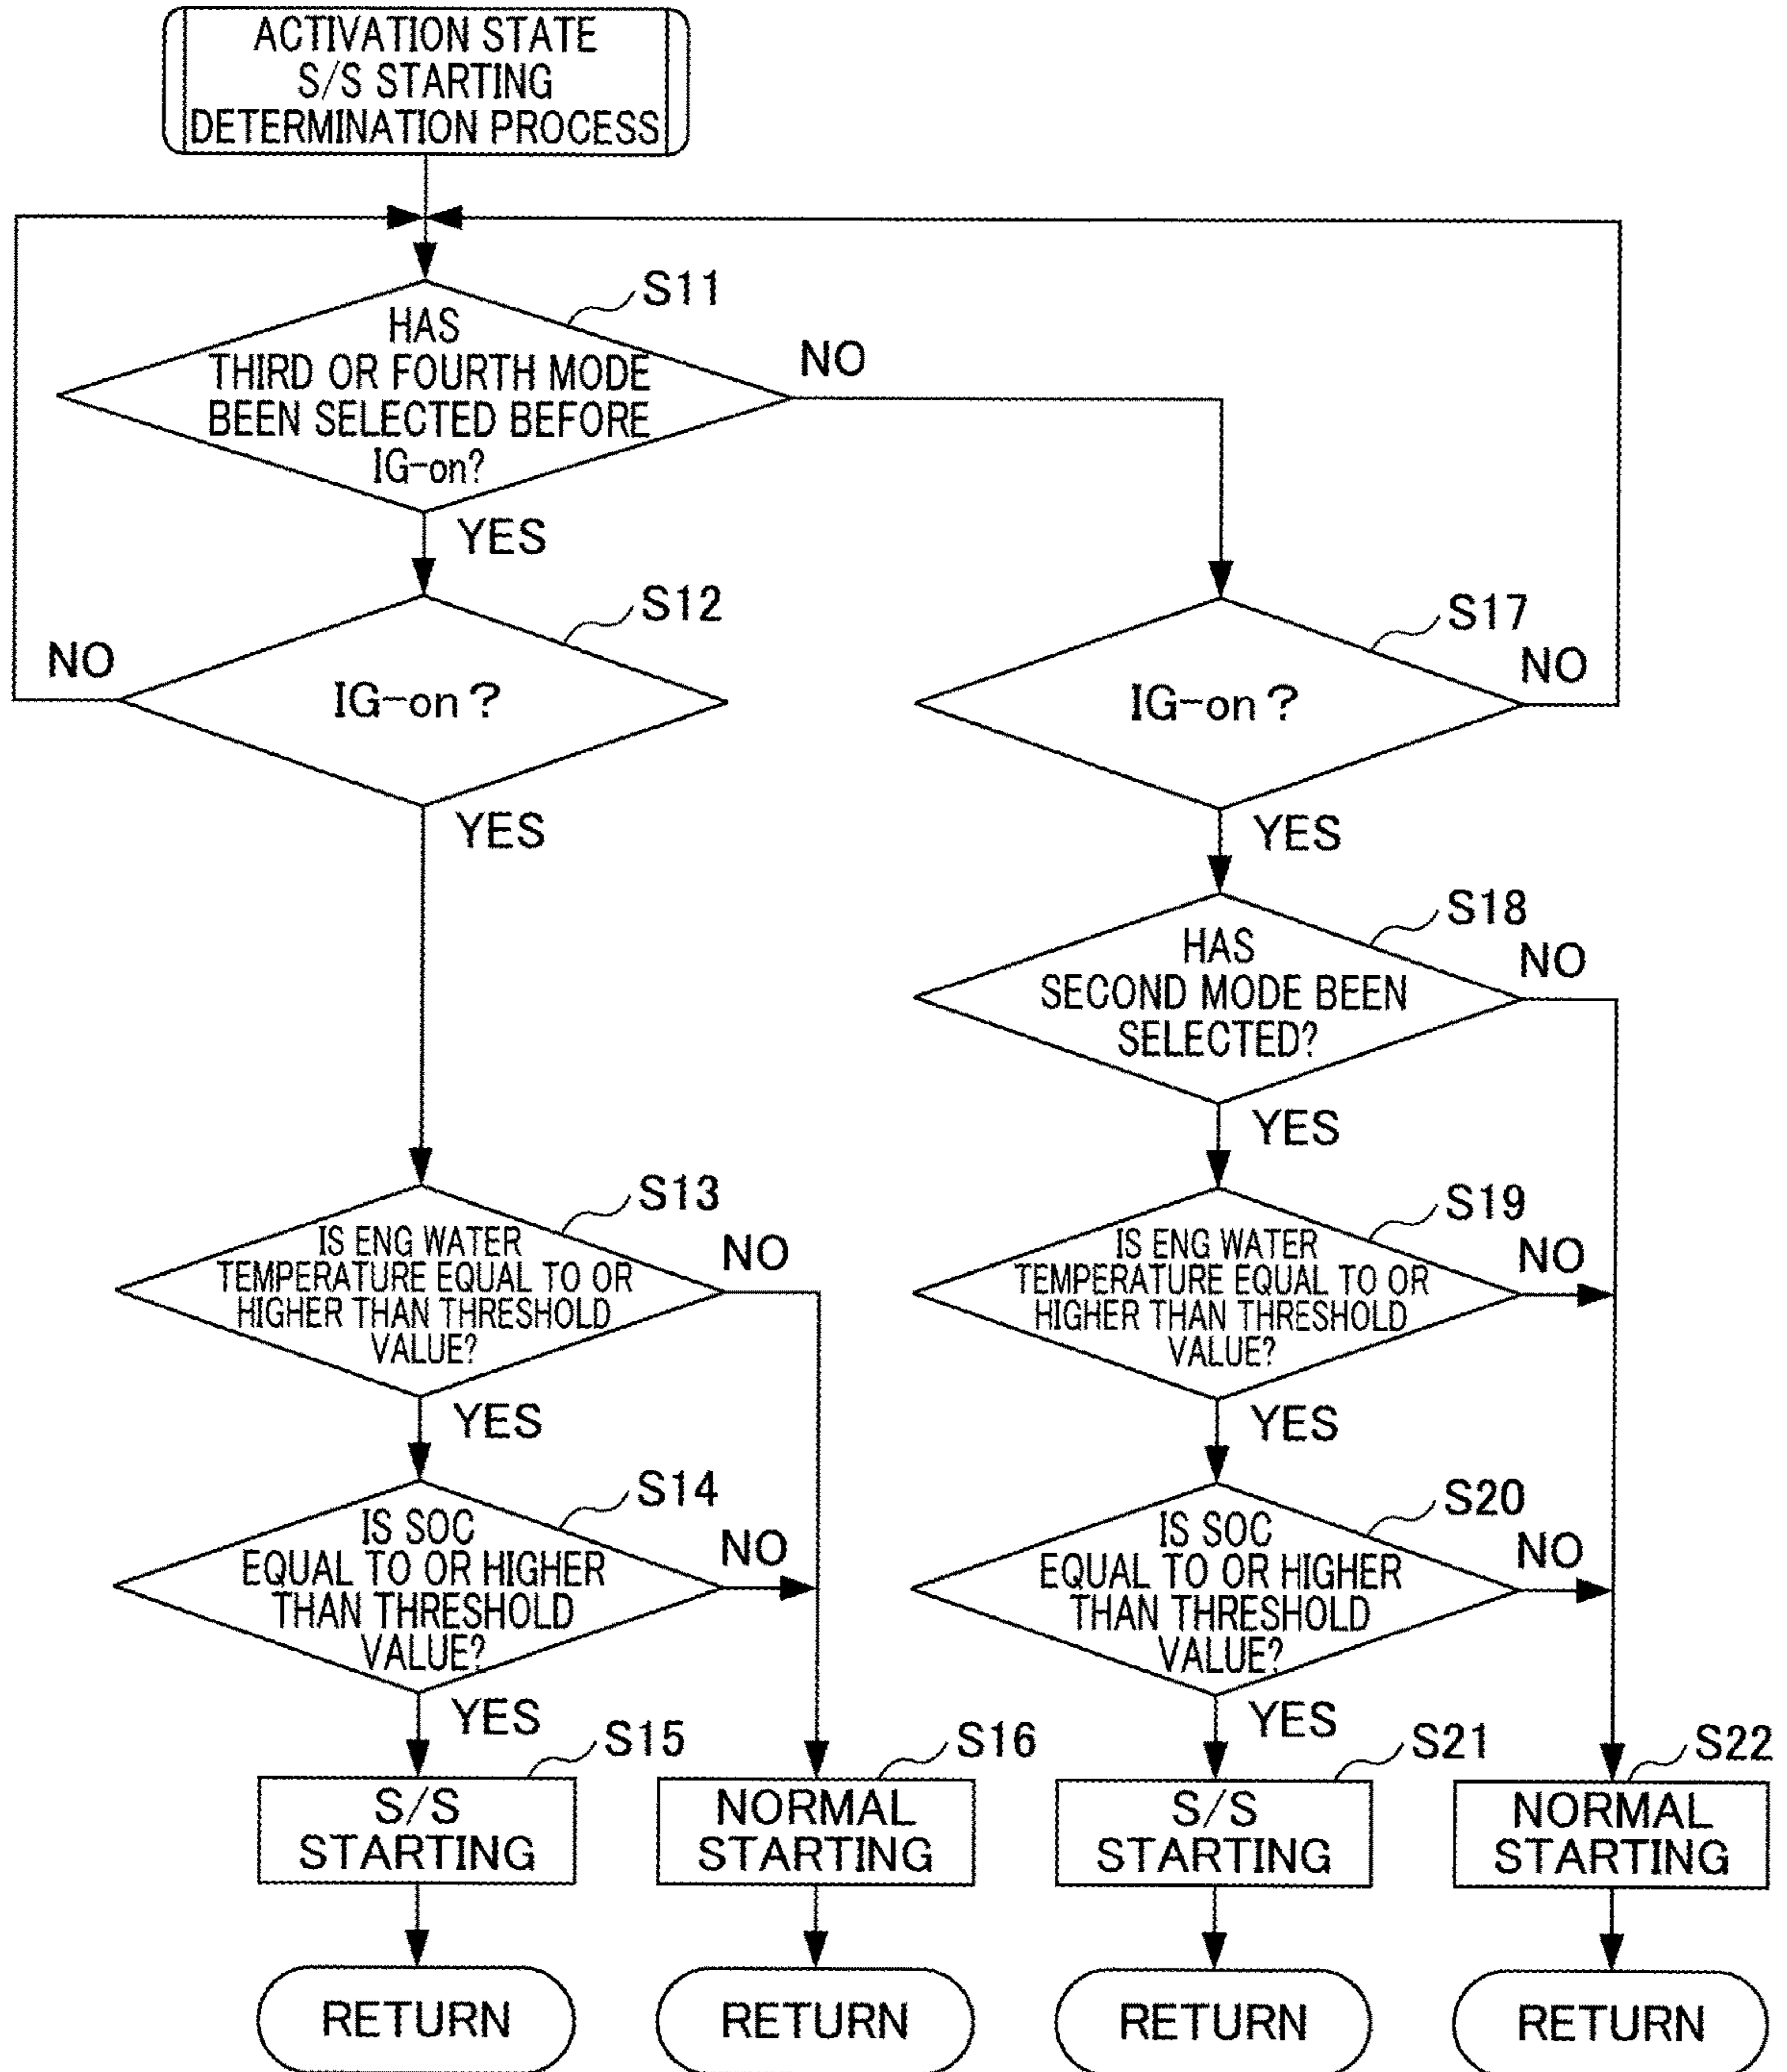 ACTIVATION STATE
S/S STARTING
DETERMINATION PROCESS
S11
HAS
THIRD OR FOURTH MODE
BEEN SELECTED BEFORE
IG-on?
NO
YES
S12
IG-on?
NO
YES
S17
IG-on?
NO
YES
S18
HAS
SECOND MODE BEEN
SELECTED?
NO
YES
S13
IS ENG WATER
TEMPERATURE EQUAL TO OR
HIGHER THAN THRESHOLD
VALUE?
NO
YES
S19
IS ENG WATER
TEMPERATURE EQUAL TO OR
HIGHER THAN THRESHOLD
VALUE?
NO
YES
S14
IS SOC
EQUAL TO OR HIGHER
THAN THRESHOLD
VALUE?
NO
YES
S20
IS SOC
EQUAL TO OR HIGHER
THAN THRESHOLD
VALUE?
NO
YES
S15
S/S
STARTING
S16
NORMAL
STARTING
S21
S/S
STARTING
S22
NORMAL
STARTING
RETURN
RETURN
RETURN
RETURN